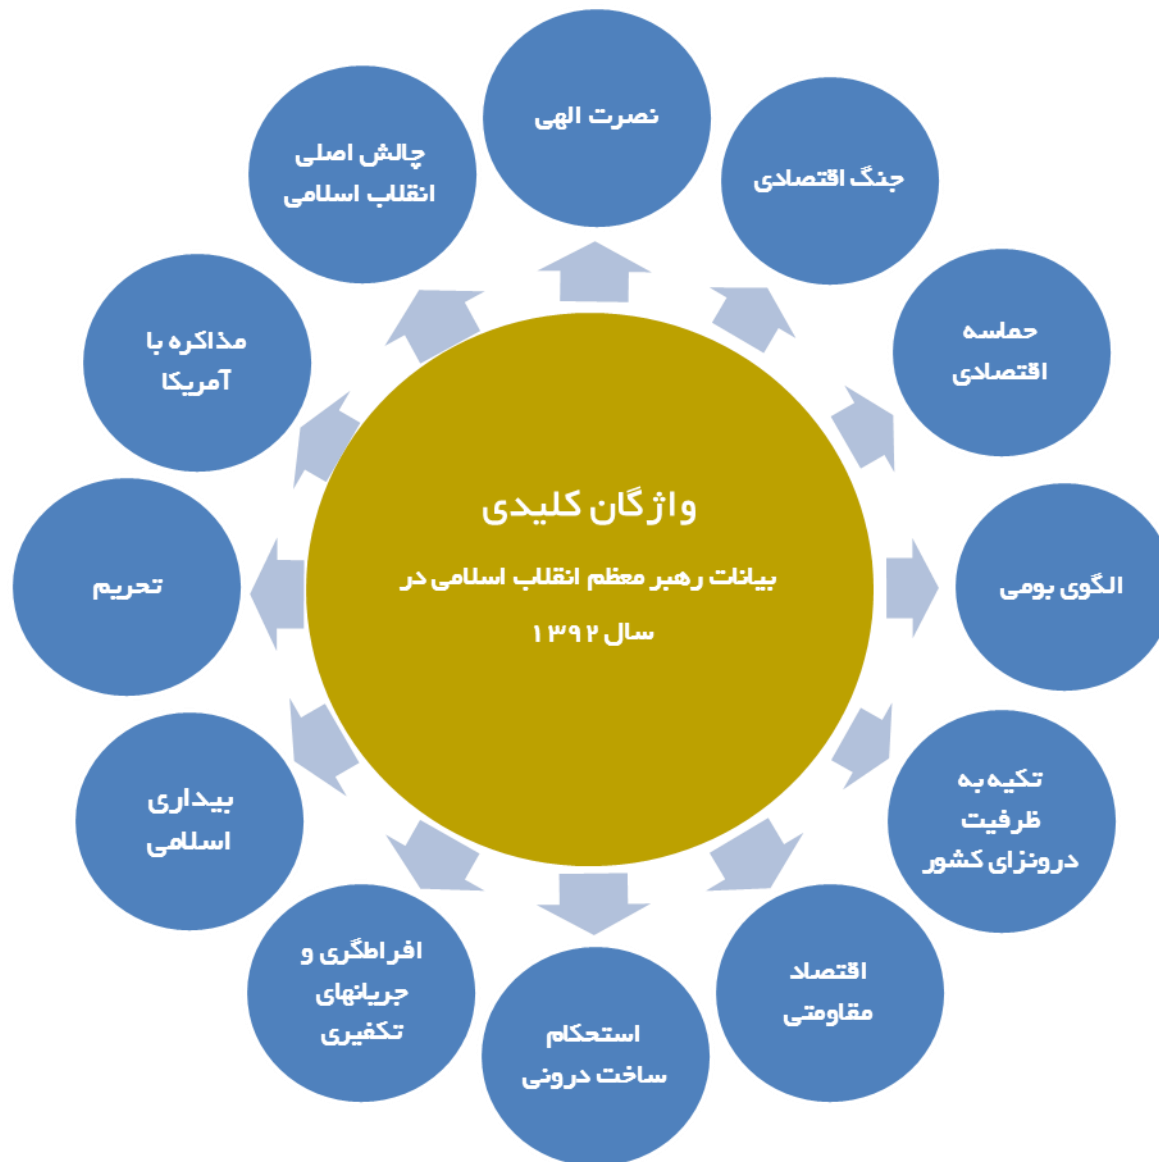 واژگان کلیدی
بیانات رهبر معظم انقلاب اسلامی در
سال ۱۳۹۲
نصرت الهی
جنگ اقتصادی
حماسه
اقتصادی
الگوی بومی
تکیه به
ظرفیت
درونزای کشور
اقتصاد
مقاومتی
استحکام
ساخت درونی
افراطگری و
جریانهای
تکفیری
بیداری
اسلامی
تحریم
مذاکره با
آمریکا
چالش اصلی
انقلاب اسلامی